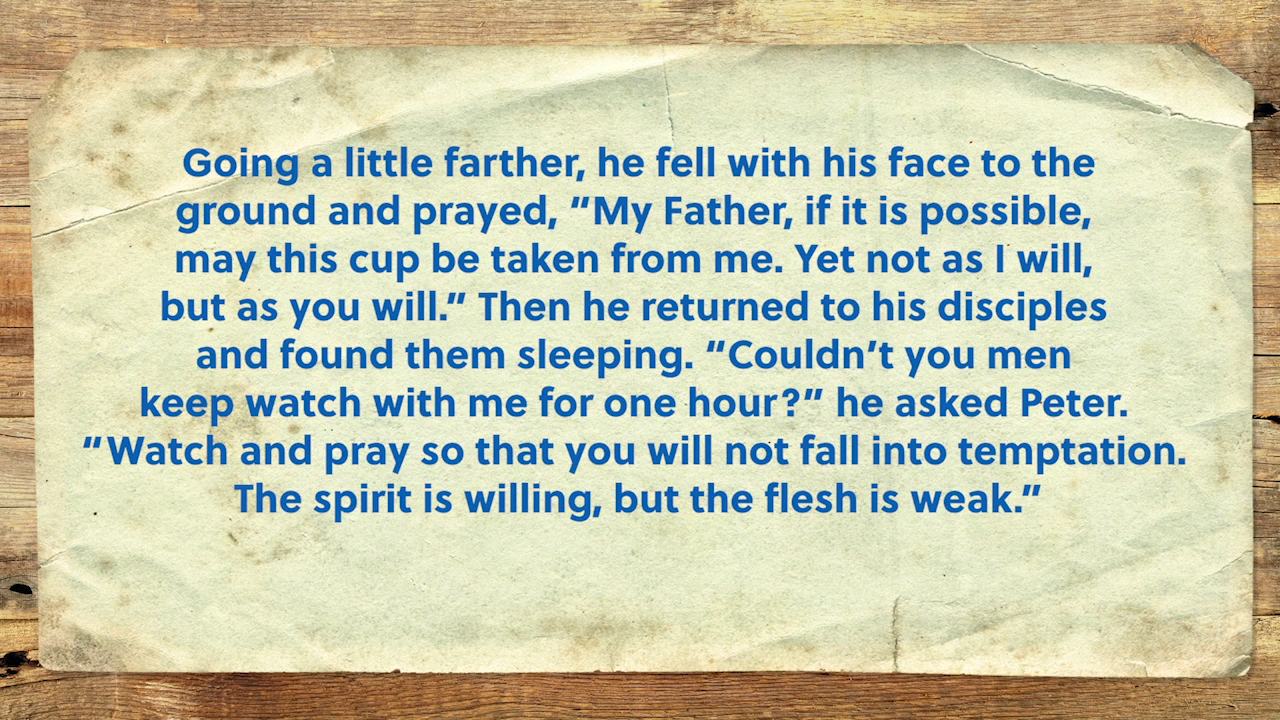 Going a little farther, he fell with his face to the
ground and prayed, “My Father, if it is possible,
may this cup be taken from me. Yet not as I will,
but as you will.” Then he returned to his disciples
and found them sleeping. “Couldn’t you men
keep watch with me for one hour?” he asked Peter.
“Watch and pray so that you will not fall into temptation.
The spirit is willing, but the flesh is weak.”